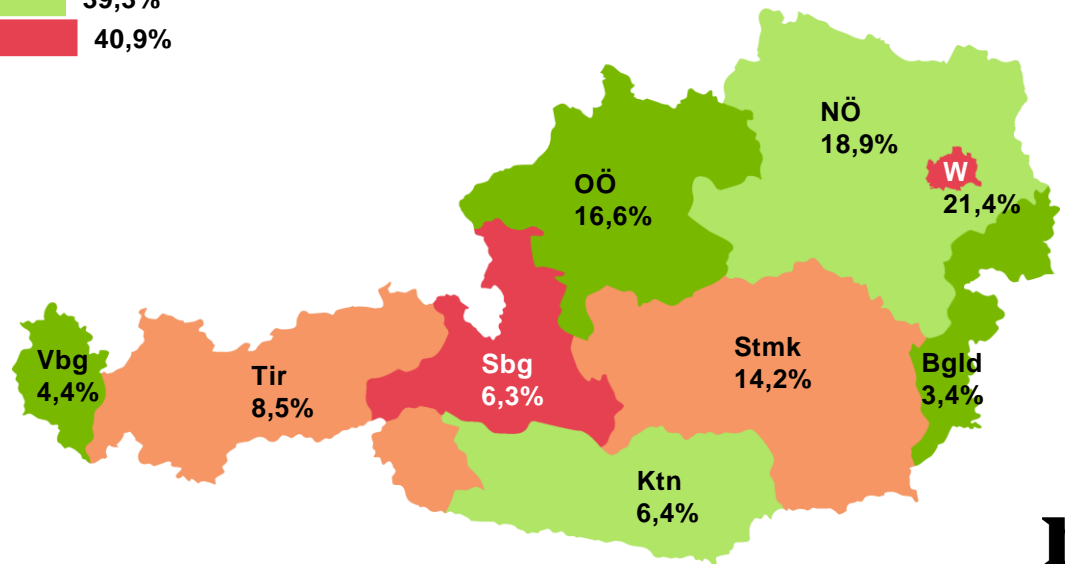 40,9%
NÖ
18,9%
W
21,4%
OÖ
16,6%
Vbg
4,4%
Tir
8,5%
Sbg
6,3%
Stmk
14,2%
Bgld
3,4%
Ktn
6,4%